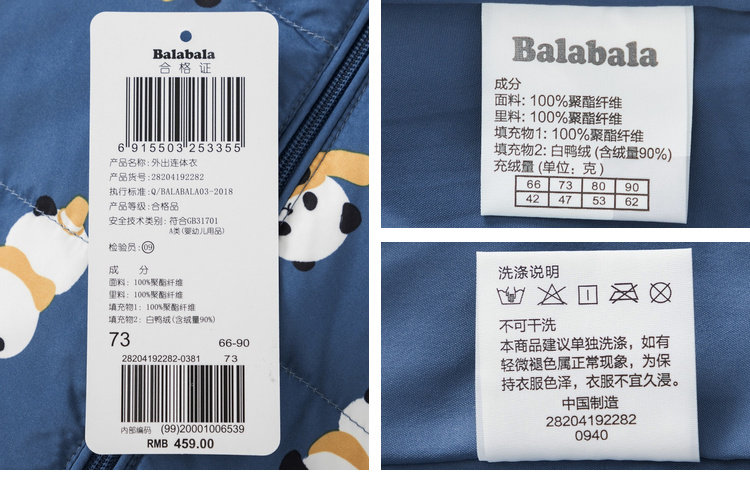 Balabala
合格证
6 915503 253355
产品名称: 外出连体衣
产品货号: 28204192282
执行标准: Q/BALABALA03-2018
产品等级: 合格品
安全技术类别: 符合GB31701
A类(婴幼儿用品)
检验员: 09
成 分
面料: 100%聚酯纤维
里料: 100%聚酯纤维
填充物1: 100%聚酯纤维
填充物2: 白鸭绒(含绒量90%)
73 66-90
28204192282-0381 73
内部编码 (99)20001006539
RMB 459.00
Balabala
成分
面料: 100%聚酯纤维
里料: 100%聚酯纤维
填充物1: 100%聚酯纤维
填充物2: 白鸭绒 (含绒量90%)
充绒量 (单位: 克)
66 73 80 90
42 47 53 62
洗涤说明
不可干洗
本商品建议单独洗涤，如有
轻微褪色属正常现象，为保
持衣服色泽，衣服不宜久浸。
中国制造
28204192282
0940